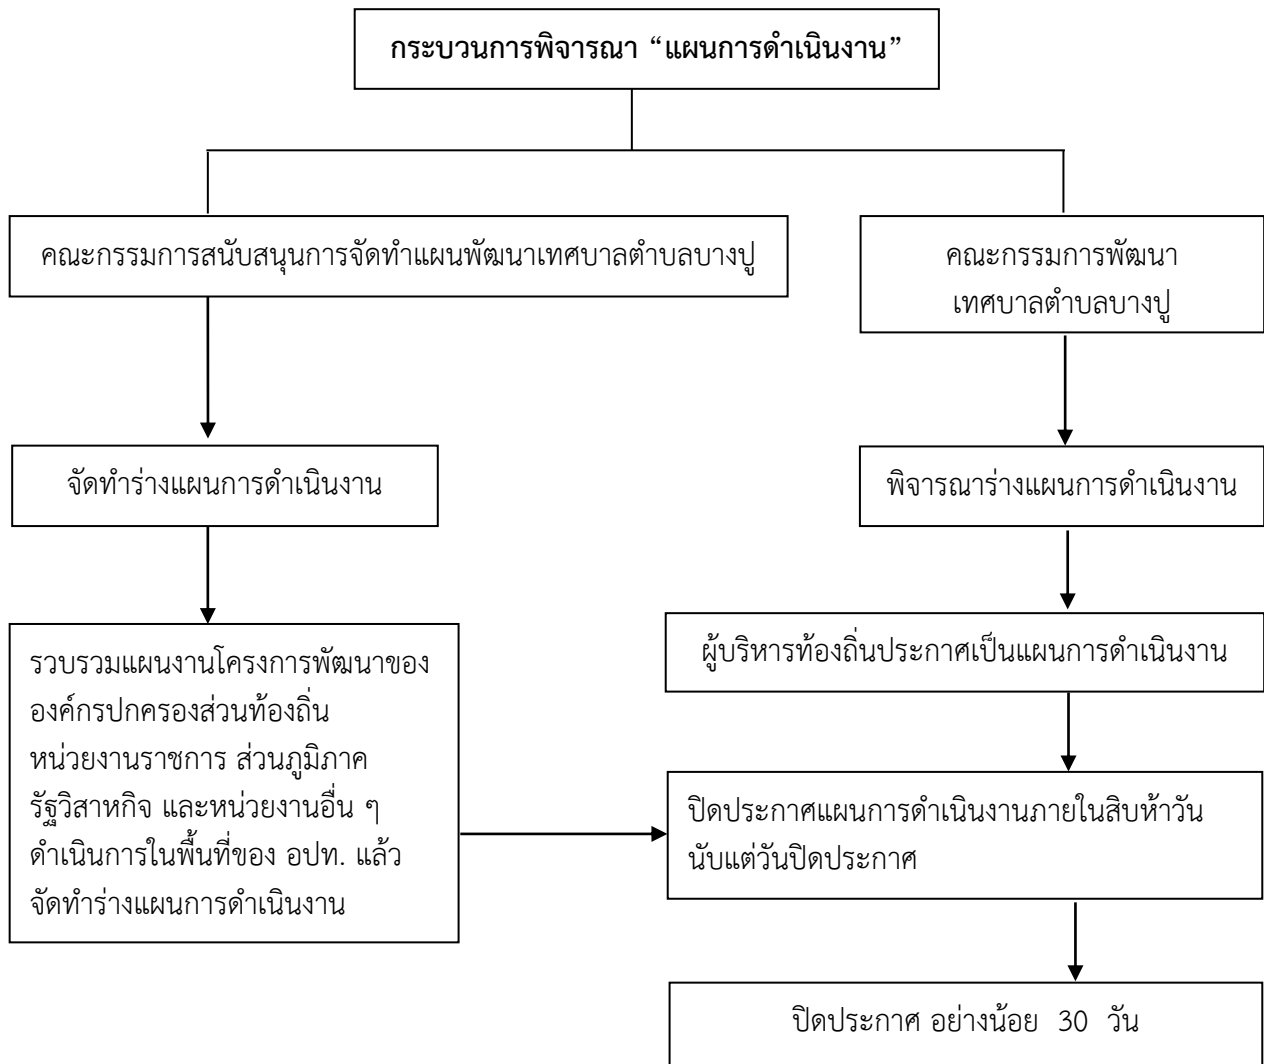 กระบวนการพิจารณา “แผนการดำเนินงาน”
คณะกรรมการสนับสนุนการจัดทำแผนพัฒนาเทศบาลตำบลบางปู
คณะกรรมการพัฒนา
เทศบาลตำบลบางปู
จัดทำร่างแผนการดำเนินงาน
พิจารณาร่างแผนการดำเนินงาน
รวบรวมแผนงานโครงการพัฒนาของ
องค์กรปกครองส่วนท้องถิ่น
หน่วยงานราชการ ส่วนภูมิภาค
รัฐวิสาหกิจ และหน่วยงานอื่น ๆ
ดำเนินการในพื้นที่ของ อปท. แล้ว
จัดทำร่างแผนการดำเนินงาน
ผู้บริหารท้องถิ่นประกาศเป็นแผนการดำเนินงาน
ปิดประกาศแผนการดำเนินงานภายในสิบห้าวัน
นับแต่วันปิดประกาศ
ปิดประกาศ อย่างน้อย 30 วัน